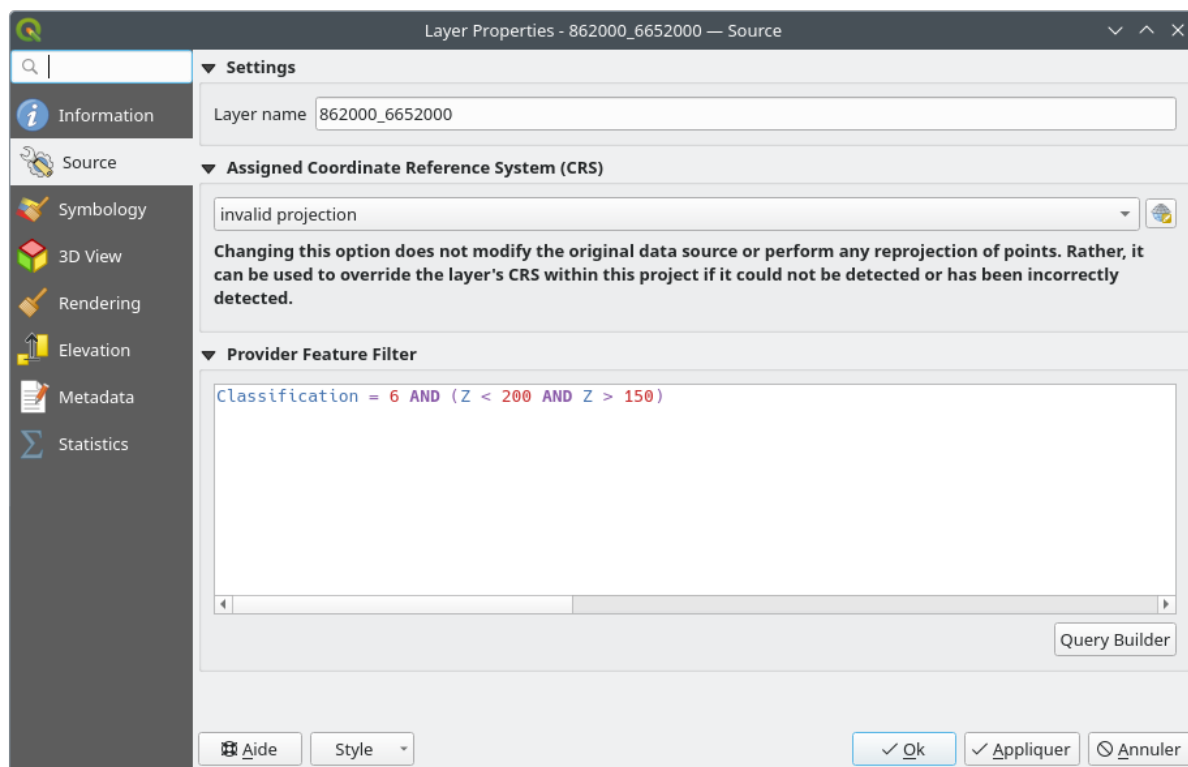 Layer Properties - 862000_6652000 — Source
Information
Source
Symbology
3D View
Rendering
Elevation
Metadata
Statistics
Settings
Layer name 862000_6652000
Assigned Coordinate Reference System (CRS)
invalid projection
Changing this option does not modify the original data source or perform any reprojection of points. Rather, it
can be used to override the layer's CRS within this project if it could not be detected or has been incorrectly
detected.
Provider Feature Filter
Classification = 6 AND (Z < 200 AND Z > 150)
Query Builder
Aide Style Ok Appliquer Annuler